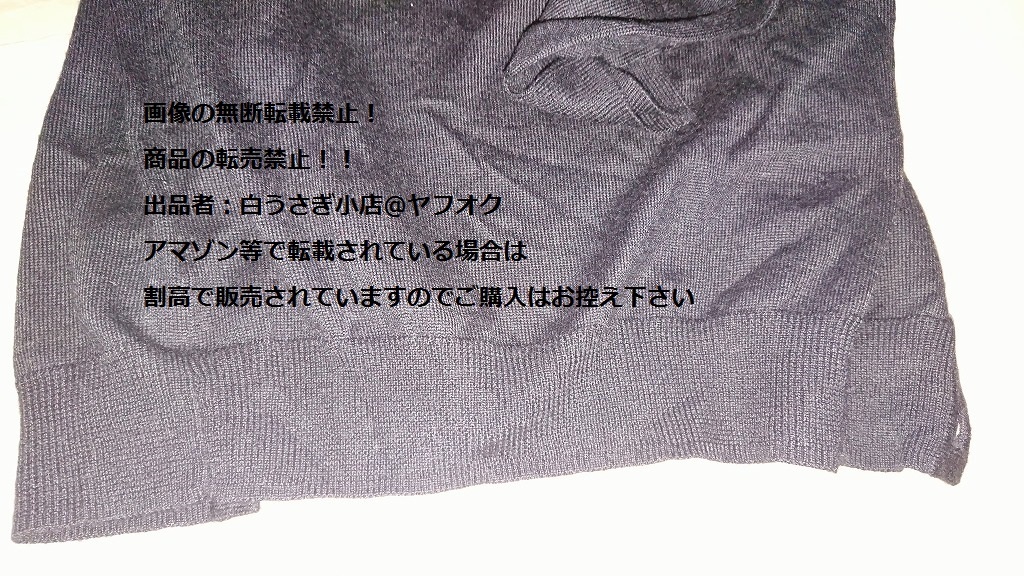 画像の無断転載禁止！
商品の転売禁止！！
出品者：白うさぎ小店@ヤフオク
アマゾン等で転載されている場合は
割高で販売されていますのでご購入はお控え下さい